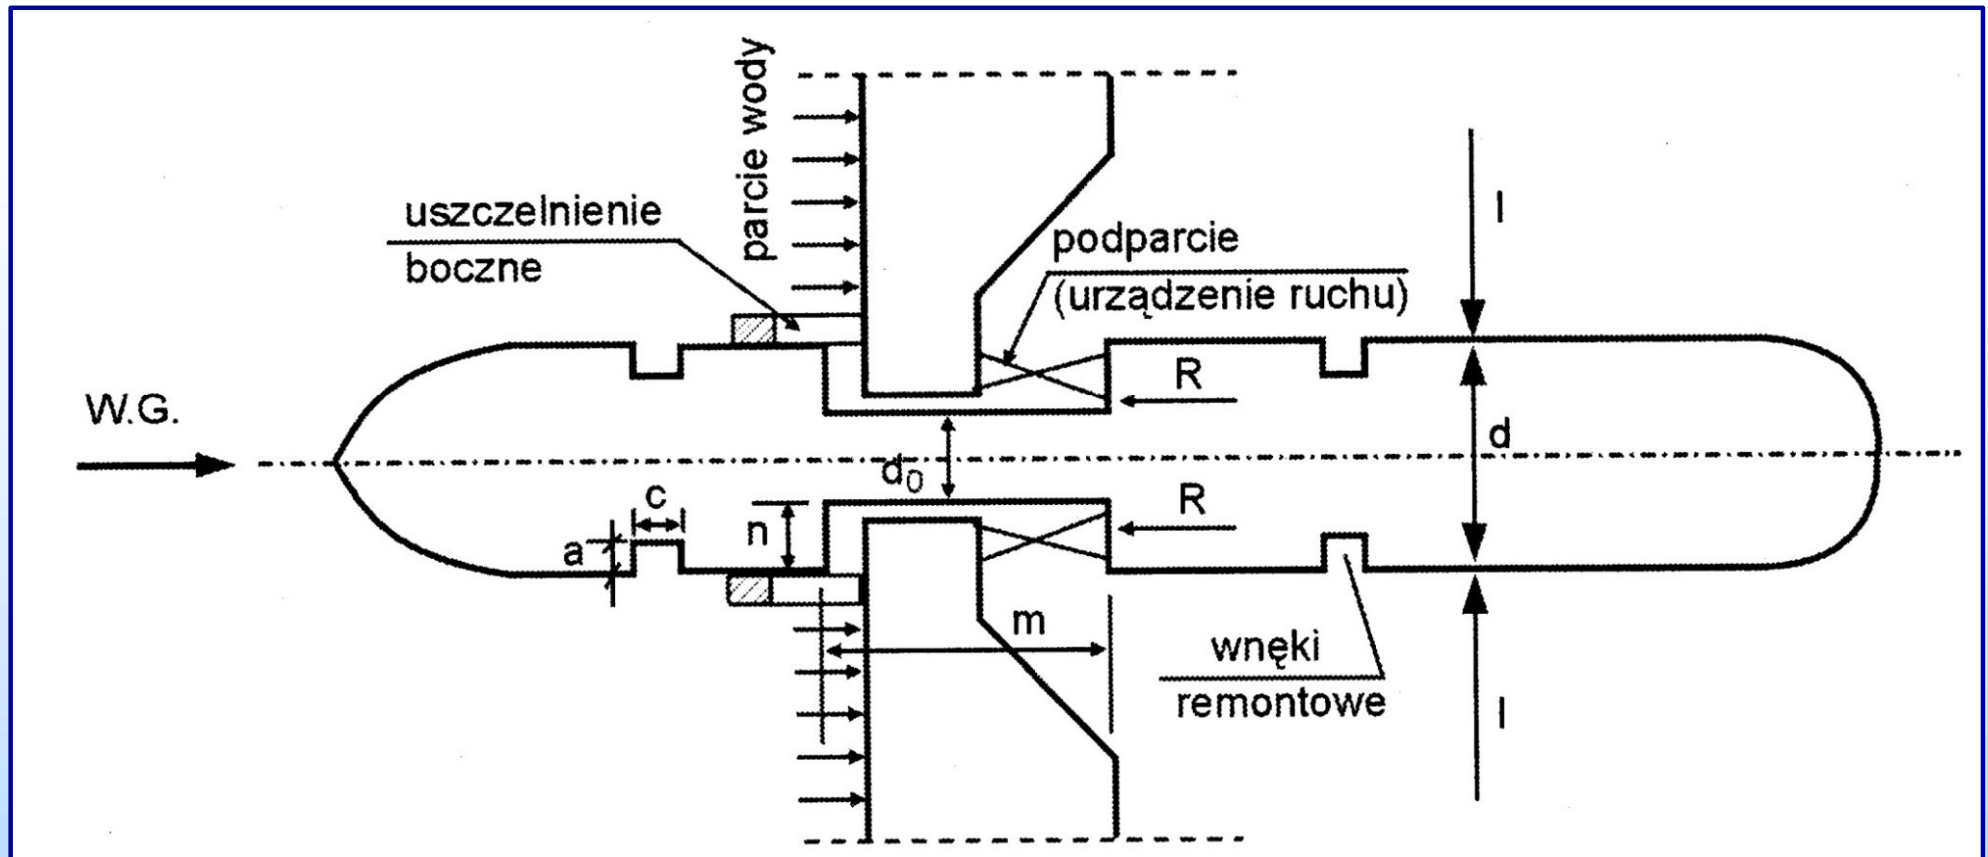 parcie wody
uszczelnienie
boczne
podparcie
(urządzenie ruchu)
l
W.G.
R
d
d₀
c
n
R
a
m
wnęki
remontowe
l